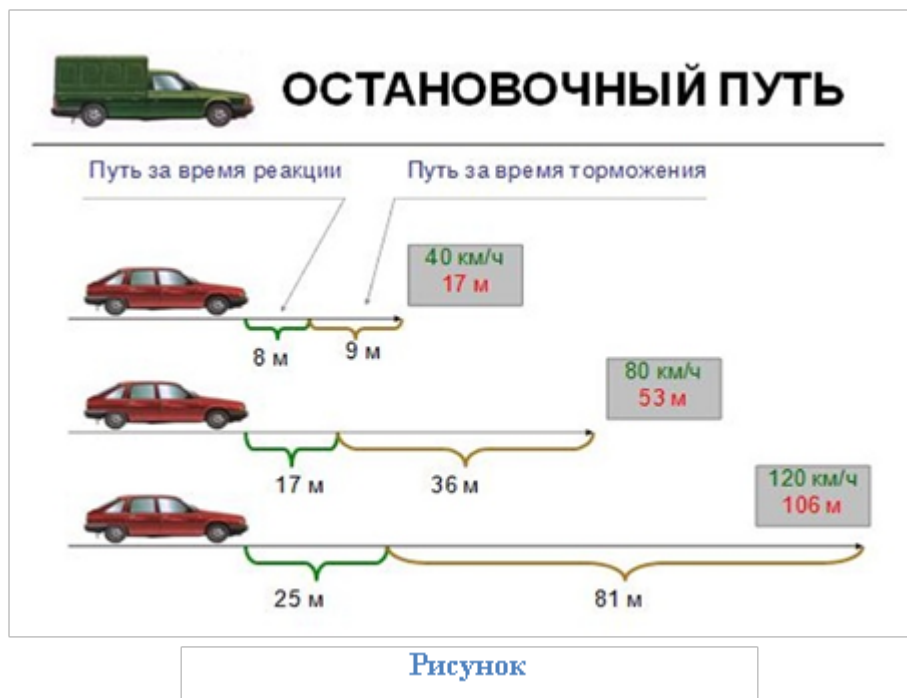 ОСТАНОВОЧНЫЙ ПУТЬ
Путь за время реакции Путь за время торможения
40 км/ч
17 м
8 м 9 м
80 км/ч
53 м
17 м 36 м
120 км/ч
106 м
25 м 81 м
Рисунок